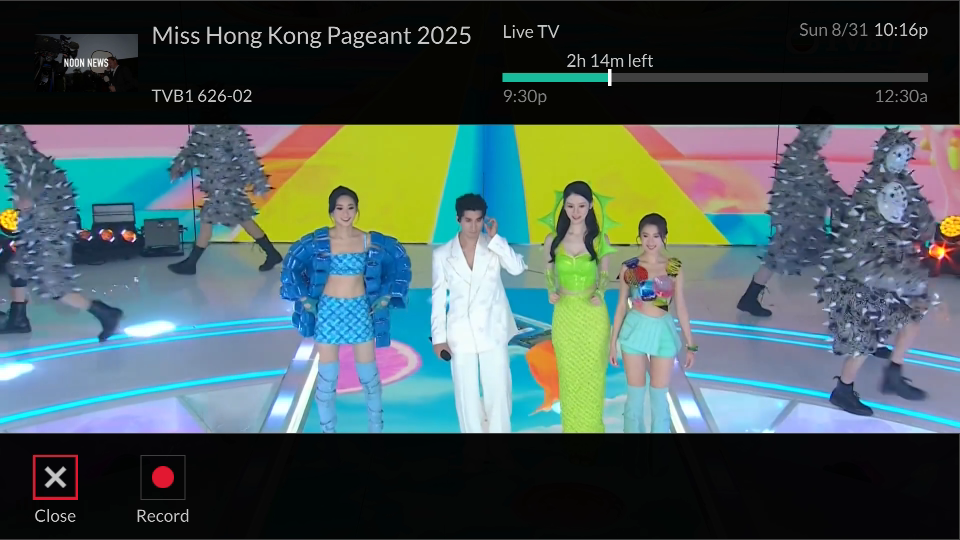 NOON NEWS
Miss Hong Kong Pageant 2025
TVB1 626-02
Live TV
Sun 8/31 10:16p
2h 14m left
9:30p
12:30a
Close
Record